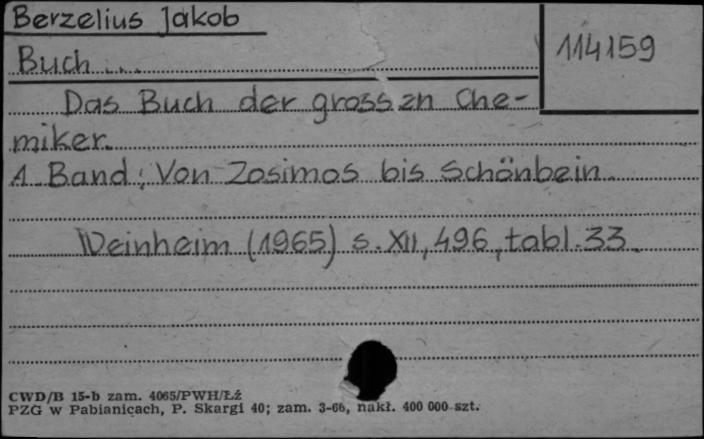 Berzelius Jakob
114159
Buch ...
Das Buch der grossen Che-
miker.
1 Band: Von Zosimos bis Schönbein.
Weinheim (1965) s. XII, 496, tabl. 33.
CWD/B 15-b zam. 4065/PWH/Łź
PZG w Pabianicach, P. Skargi 40; zam. 3-66, nakł. 400 000 szt.